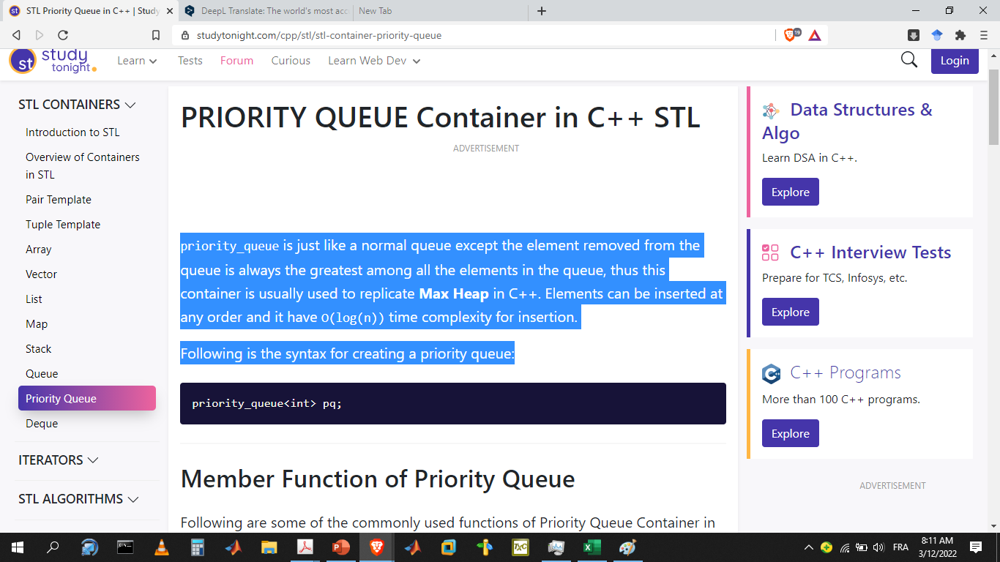 STL Priority Queue in C++ | Study
DeepL Translate: The world's most acc
New Tab
studytonight.com/cpp/stl/stl-container-priority-queue
19
st study
tonight
Learn
Tests
Forum
Curious
Learn Web Dev
Login
STL CONTAINERS
Introduction to STL
Overview of Containers
in STL
Pair Template
Tuple Template
Array
Vector
List
Map
Stack
Queue
Priority Queue
Deque
ITERATORS
STL ALGORITHMS
PRIORITY QUEUE Container in C++ STL
ADVERTISEMENT
priority_queue is just like a normal queue except the element removed from the
queue is always the greatest among all the elements in the queue, thus this
container is usually used to replicate Max Heap in C++. Elements can be inserted at
any order and it have O(log(n)) time complexity for insertion.
Following is the syntax for creating a priority queue:
priority_queue<int> pq;
Member Function of Priority Queue
Following are some of the commonly used functions of Priority Queue Container in
Data Structures &
Algo
Learn DSA in C++.
Explore
C++ Interview Tests
Prepare for TCS, Infosys, etc.
Explore
C++ Programs
More than 100 C++ programs.
Explore
ADVERTISEMENT
TXC
FRA
8:11 AM
3/12/2022